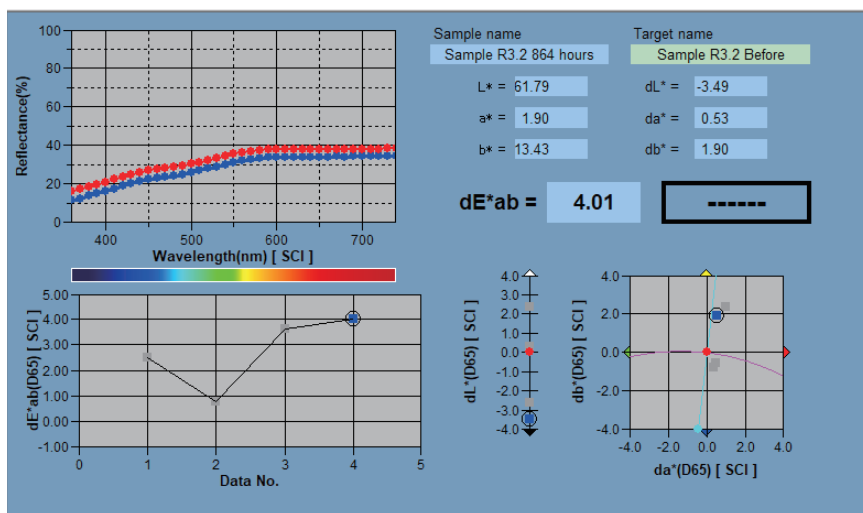 100
80
60
40
20
0
Reflectance(%)
400 500 600 700
Wavelength(nm) [ SCI ]
Sample name Target name
Sample R3.2 864 hours Sample R3.2 Before
L* = 61.79 dL* = -3.49
a* = 1.90 da* = 0.53
b* = 13.43 db* = 1.90
dE*ab = 4.01 ------
5.00
4.00
3.00
2.00
1.00
0.00
-1.00
dE*ab(D65) [ SCI ]
0 1 2 3 4 5
Data No.
4.0
3.0
2.0
1.0
0.0
-1.0
-2.0
-3.0
-4.0
dL*(D65) [ SCI ]
4.0
2.0
0.0
-2.0
-4.0
db*(D65) [ SCI ]
-4.0 -2.0 0.0 2.0 4.0
da*(D65) [ SCI ]